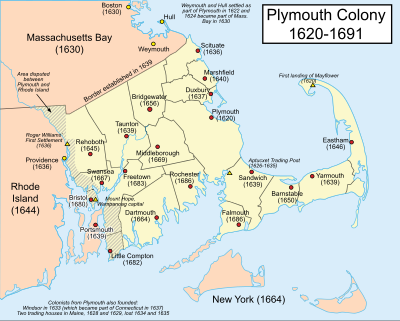 Plymouth Colony
1620-1691
Boston
(1630)
Hull
Weymouth
Weymouth and Hull settled as
part of Plymouth in 1622
and 1624 became part of Mass.
Bay in 1630
Massachusetts Bay
(1630)
Scituate
(1636)
Border established in 1639
Area disputed
between
Plymouth and
Rhode Island
Marshfield
(1640)
Duxbury
(1637)
First landing of Mayflower
(1620)
Bridgewater
(1656)
Plymouth
(1620)
Roger Williams
First Settlement
(1636)
Taunton
(1639)
Rehoboth
(1645)
Middleborough
(1669)
Eastham
(1646)
Providence
(1636)
Aptucxet Trading Post
(1626-1635)
Swansea
(1667)
Freetown
(1683)
Rochester
(1686)
Sandwich
(1639)
Yarmouth
(1639)
Barnstable
(1650)
Rhode
Island
(1644)
Bristol
(1680)
Mount Hope,
Wampanoag capital
Dartmouth
(1664)
Falmouth
(1686)
Portsmouth
(1639)
Little Compton
(1682)
New York (1664)
Colonists from Plymouth also founded:
Windsor in 1633 (which became part of Connecticut in 1637)
Two trading houses in Maine, 1628 and 1629, lost 1634 and 1635